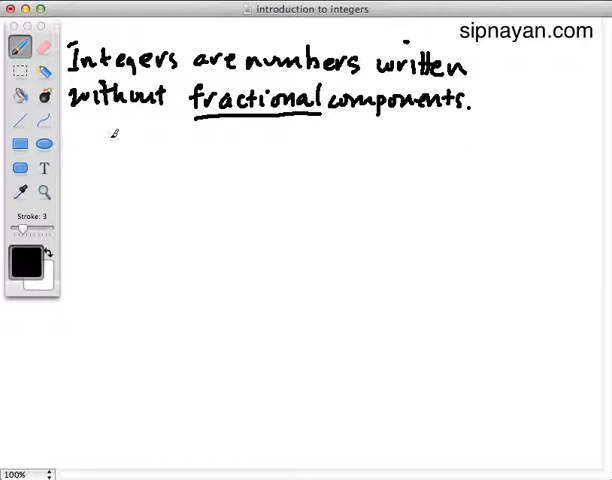 introduction to integers
sipnayan.com
Integers are numbers written
without fractional components.
T
Stroke: 3
100%